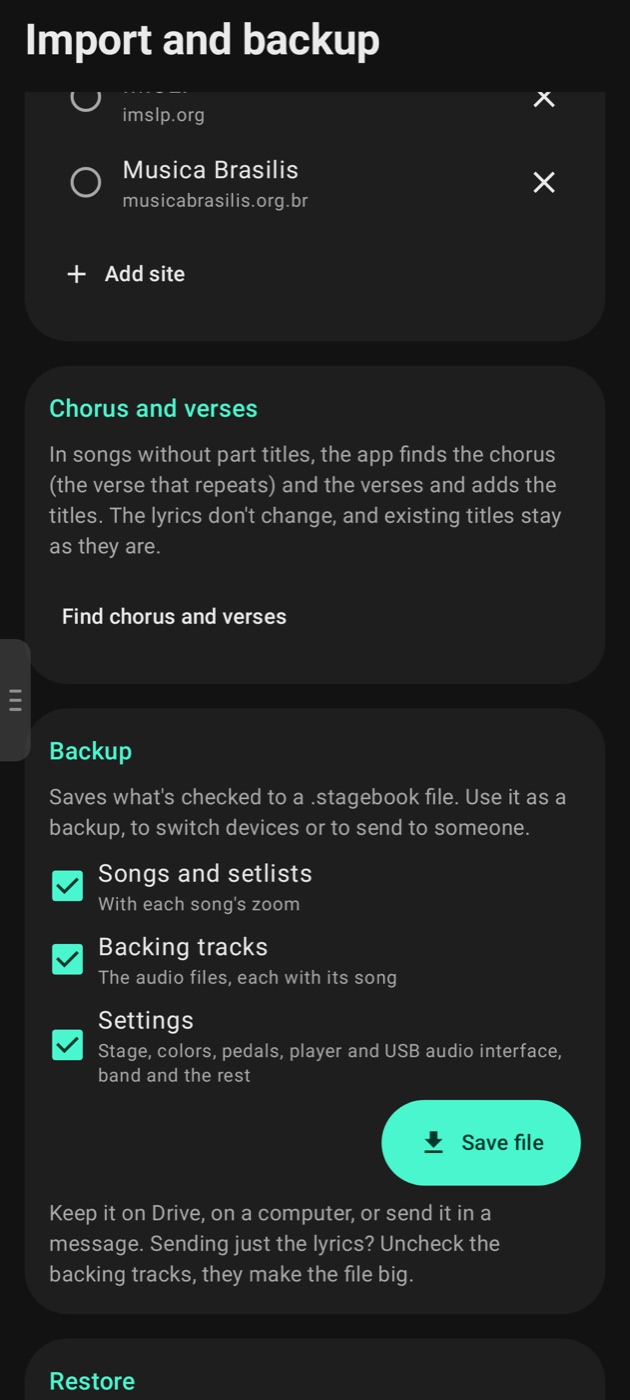 Import and backup
imslp.org
Musica Brasilis
musicabrasilis.org.br
Add site
Chorus and verses
In songs without part titles, the app finds the chorus
(the verse that repeats) and the verses and adds the
titles. The lyrics don't change, and existing titles stay
as they are.
Find chorus and verses
Backup
Saves what's checked to a .stagebook file. Use it as a
backup, to switch devices or to send to someone.
Songs and setlists
With each song's zoom
Backing tracks
The audio files, each with its song
Settings
Stage, colors, pedals, player and USB audio interface,
band and the rest
Save file
Keep it on Drive, on a computer, or send it in a
message. Sending just the lyrics? Uncheck the
backing tracks, they make the file big.
Restore